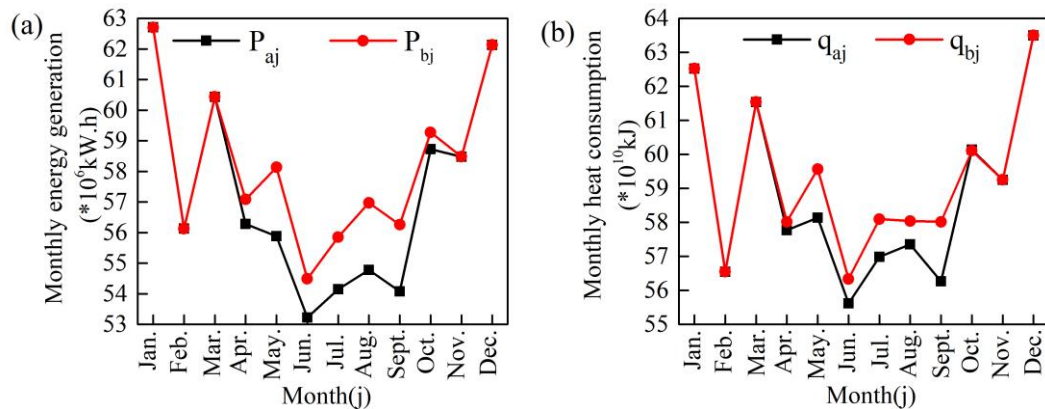 (a)
Monthly energy generation
(*10⁶kW.h)
63
62
61
60
59
58
57
56
55
54
53
P_aj
P_bj
Jan.
Feb.
Mar.
Apr.
May.
Jun.
Jul.
Aug.
Sept.
Oct.
Nov.
Dec.
Month(j)
(b)
Monthly heat consumption
(*10¹⁰kJ)
64
63
62
61
60
59
58
57
56
55
q_aj
q_bj
Jan.
Feb.
Mar.
Apr.
May.
Jun.
Jul.
Aug.
Sept.
Oct.
Nov.
Dec.
Month(j)